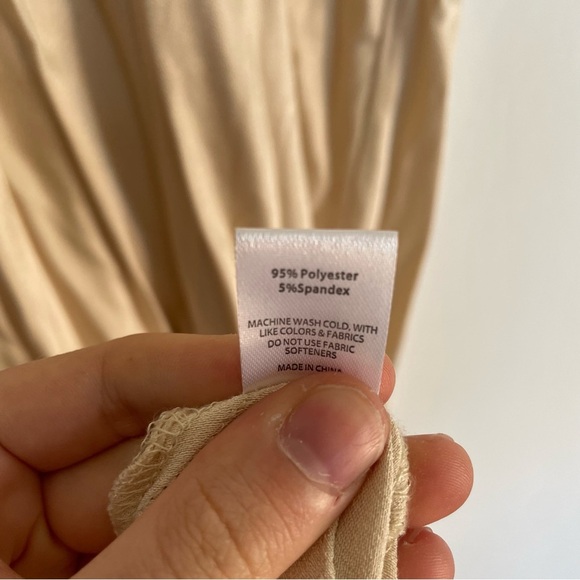 95% Polyester
5%Spandex
MACHINE WASH COLD, WITH
LIKE COLORS & FABRICS
DO NOT USE FABRIC
SOFTENERS
MADE IN CHINA